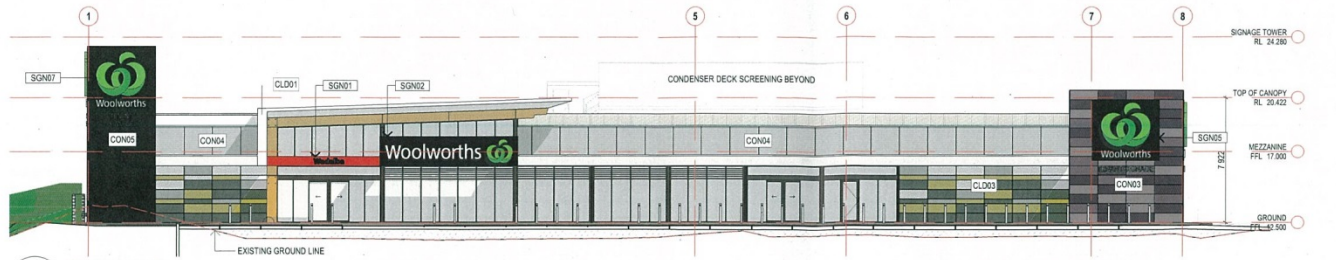 1
5
6
7
8
SIGNAGE TOWER
RL 24.280
SGN07
CLD01
SGN01
SGN02
CONDENSER DECK SCREENING BEYOND
TOP OF CANOPY
RL 20.422
Woolworths
CON05
CON04
Woolworths
CON04
Woolworths
SGN05
MEZZANINE
FFL 17.000
7 922
CLD03
CON03
GROUND
FFL 12.500
EXISTING GROUND LINE